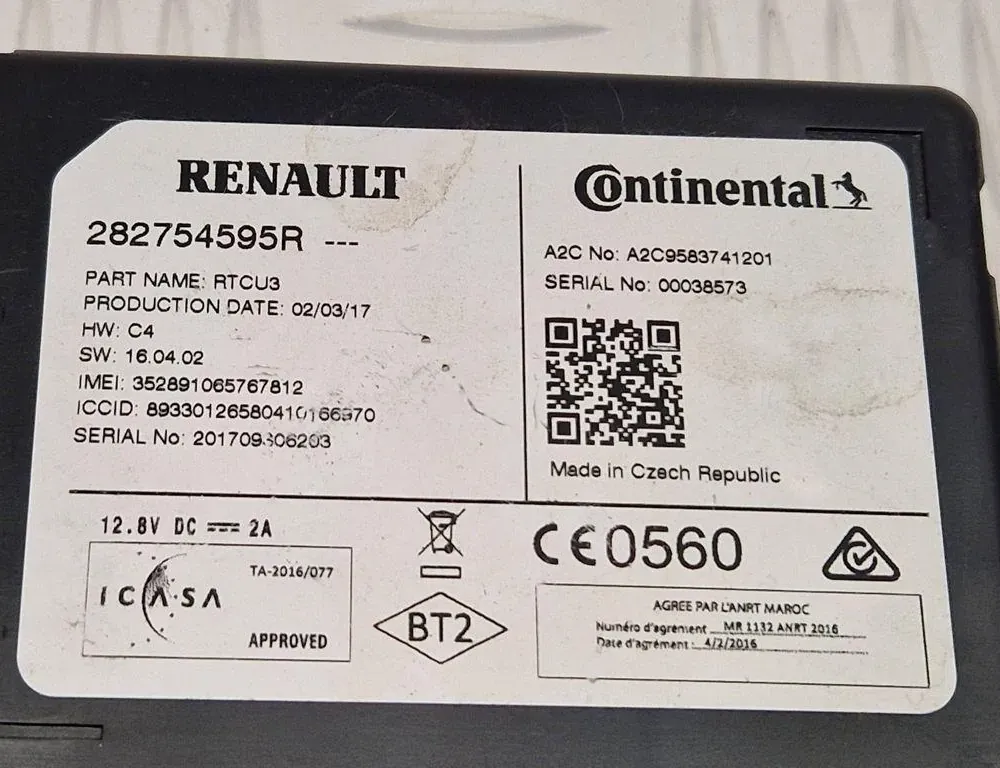 RENAULT
282754595R ---
PART NAME: RTCU3
PRODUCTION DATE: 02/03/17
HW: C4
SW: 16.04.02
IMEI: 352891065767812
ICCID:
SERIAL No:
Continental
A2C No: A2C9583741201
SERIAL No: 00038573
Made in Czech Republic
12.8V DC 2A
ICASA
TA-2016/077
APPROVED
BT2
CE0560
AGREE PAR L'ANRT MAROC
Numéro d'agrement MR 1132 ANRT 2016
Date d'agrément : 4/2/2016